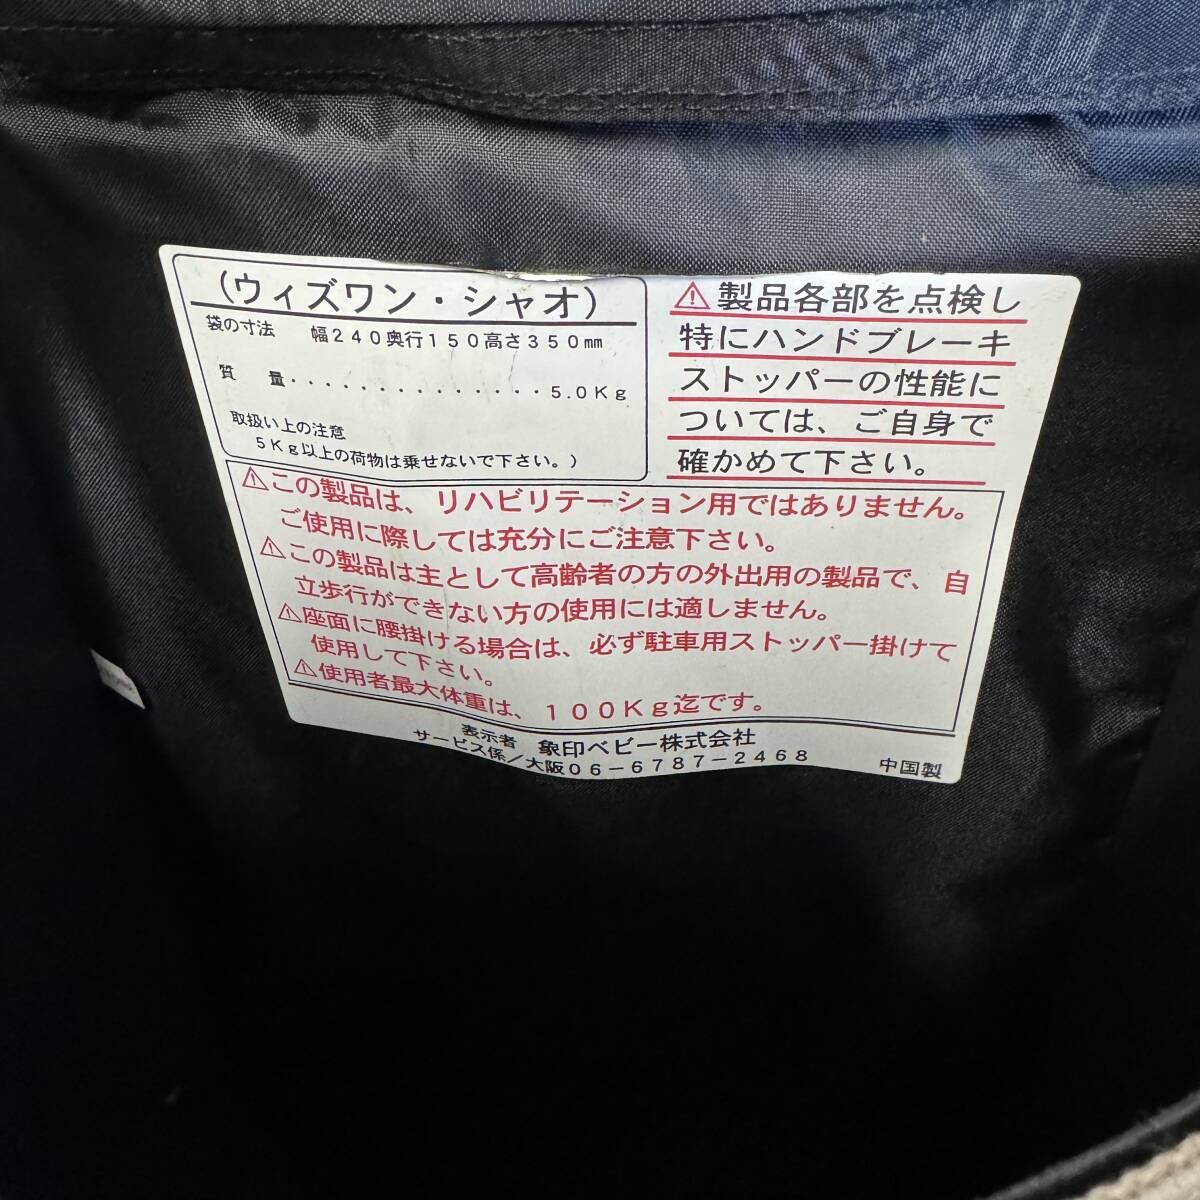 (ウィズワン・シャオ)
袋の寸法 幅240奥行150高さ350mm
質 量・・・・・・・・・・・・・・・5.0Kg
取扱い上の注意
5Kg以上の荷物は乗せないで下さい。)
⚠製品各部を点検し
特にハンドブレーキ
ストッパーの性能に
ついては、ご自身で
確かめて下さい。
⚠この製品は、リハビリテーション用ではありません。
ご使用に際しては充分にご注意下さい。
⚠この製品は主として高齢者の方の外出用の製品で、自
立歩行ができない方の使用には適しません。
⚠座面に腰掛ける場合は、必ず駐車用ストッパー掛けて
使用して下さい。
⚠使用者最大体重は、100Kg迄です。
表示者 象印ベビー株式会社
サービス係/大阪06-6787-2468
中国製